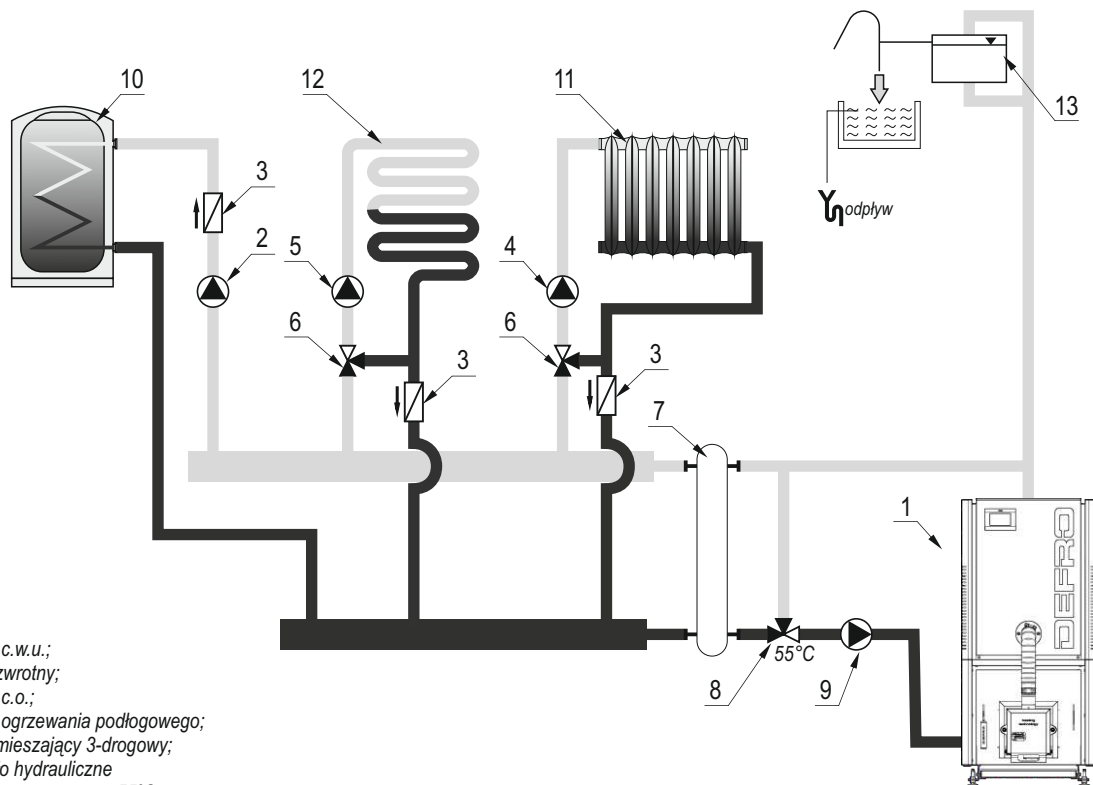 10
12
11
13
3
odpływ
2
5
4
6
6
3
3
7
1
DEFRO
55°C
8
9
c.w.u.;
zwrotny;
c.o.;
ogrzewania podłogowego;
mieszający 3-drogowy;
o hydrauliczne